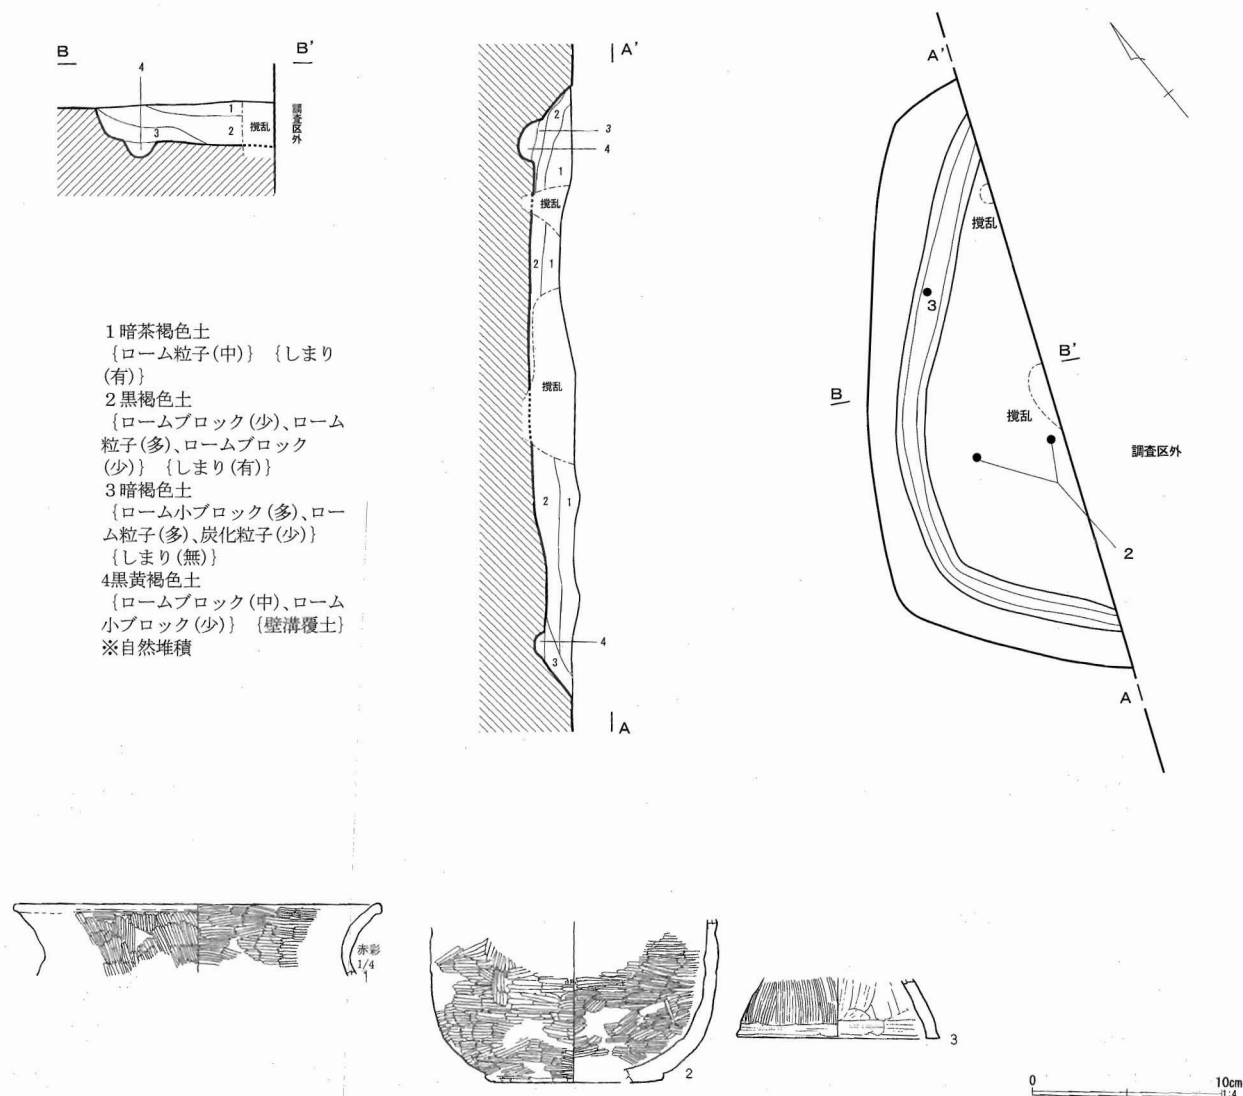 B
B'
4
1
2
3
撹乱
調査区外
A'
2
3
4
1
撹乱
2
1
撹乱
2
1
4
3
A
A'
撹乱
3
B'
B
撹乱
調査区外
2
A
1暗茶褐色土
{ローム粒子(中)} {しまり
(有)}
2黒褐色土
{ロームブロック(少)、ローム
粒子(多)、ロームブロック
(少)} {しまり(有)}
3暗褐色土
{ローム小ブロック(多)、ロー
ム粒子(多)、炭化粒子(少)}
{しまり(無)}
4黒黄褐色土
{ロームブロック(中)、ローム
小ブロック(少)} {壁溝覆土}
※自然堆積
赤彩
1/4
1
2
3
0 10cm
1:4